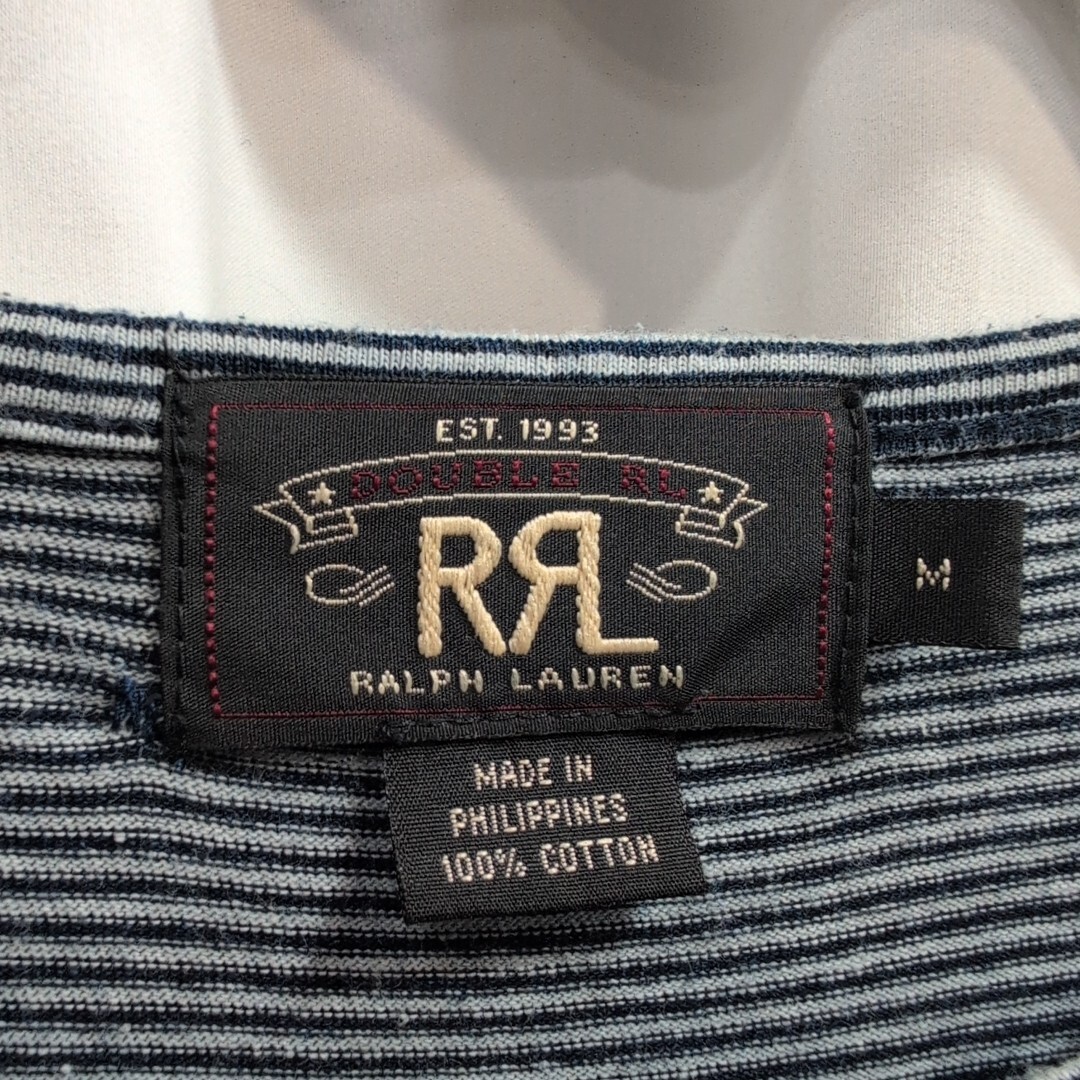 EST. 1993
DOUBLE RL
RRL
RALPH LAUREN
M
MADE IN
PHILIPPINES
100% COTTON